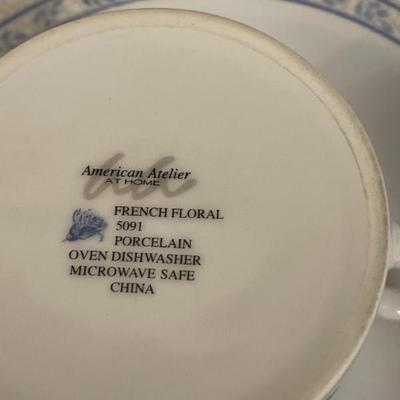 American Atelier
AT HOME
FRENCH FLORAL
5091
PORCELAIN
OVEN DISHWASHER
MICROWAVE SAFE
CHINA